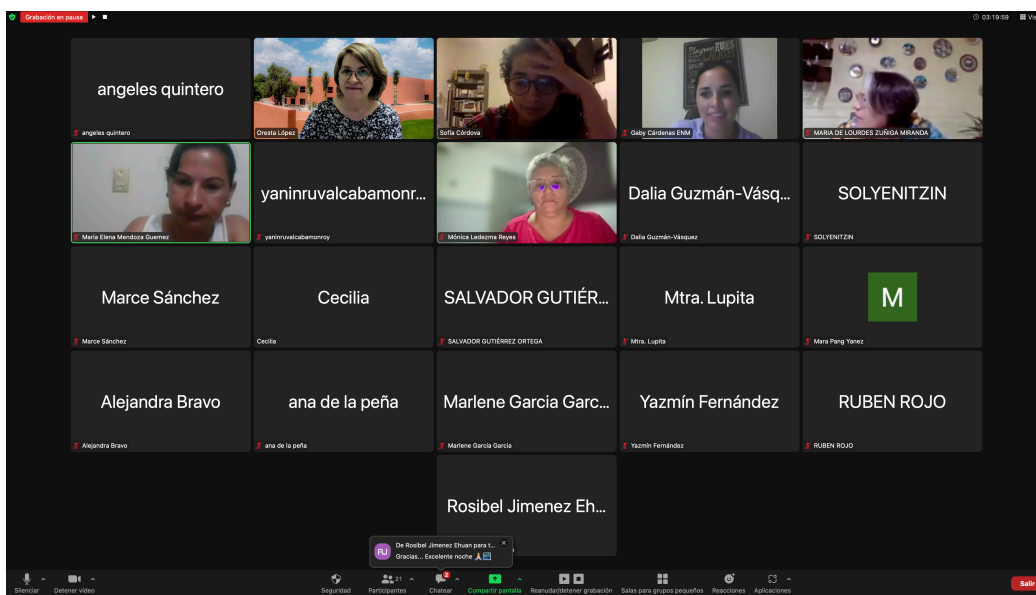 Grabación en pausa
03:19:59
angeles quintero
angeles quintero
Oresta López
Sofía Córdova
Gaby Cárdenas ENM
MARIA DE LOURDES ZUÑIGA MIRANDA
Maria Elena Mendoza Guemez
yaninruvalcabamonr...
yaninruvalcabamonroy
Mónica Ledezma Reyes
Dalia Guzmán-Vásq...
Dalia Guzmán-Vásquez
SOLYENITZIN
SOLYENITZIN
Marce Sánchez
Marce Sánchez
Cecilia
Cecilia
SALVADOR GUTIÉR...
SALVADOR GUTIÉRREZ ORTEGA
Mtra. Lupita
Mtra. Lupita
M
Mara Pang Yanez
Alejandra Bravo
Alejandra Bravo
ana de la peña
ana de la peña
Marlene Garcia Garc...
Marlene Garcia Garcia
Yazmín Fernández
Yazmín Fernández
RUBEN ROJO
RUBEN ROJO
Rosibel Jimenez Eh...
RJ
De Rosibel Jimenez Ehuan para t...
Gracias... Excelente noche
Silenciar
Detener video
Seguridad
21
Participantes
2
Chatear
Compartir pantalla
Reanudar/detener grabación
Salas para grupos pequeños
Reacciones
Aplicaciones
Salir